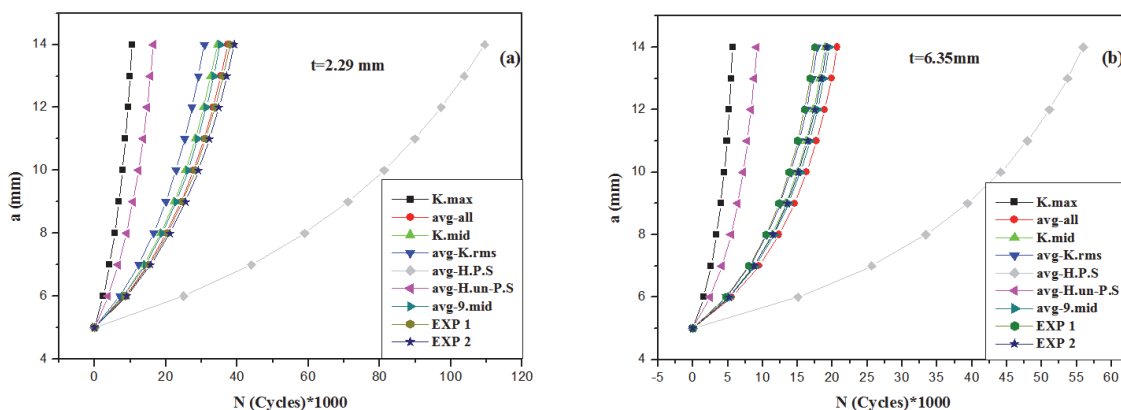 14
12
10
8
6
4
a (mm)
t=2.29 mm
(a)
K.max
avg-all
K.mid
avg-K.rms
avg-H.P.S
avg-H.un-P.S
avg-9.mid
EXP 1
EXP 2
0 20 40 60 80 100 120
N (Cycles)*1000
14
12
10
8
6
4
a (mm)
t=6.35mm
(b)
K.max
avg-all
K.mid
avg-K.rms
avg-H.P.S
avg-H.un-P.S
avg-9.mid
EXP 1
EXP 2
-5 0 5 10 15 20 25 30 35 40 45 50 55 60
N (Cycles)*1000